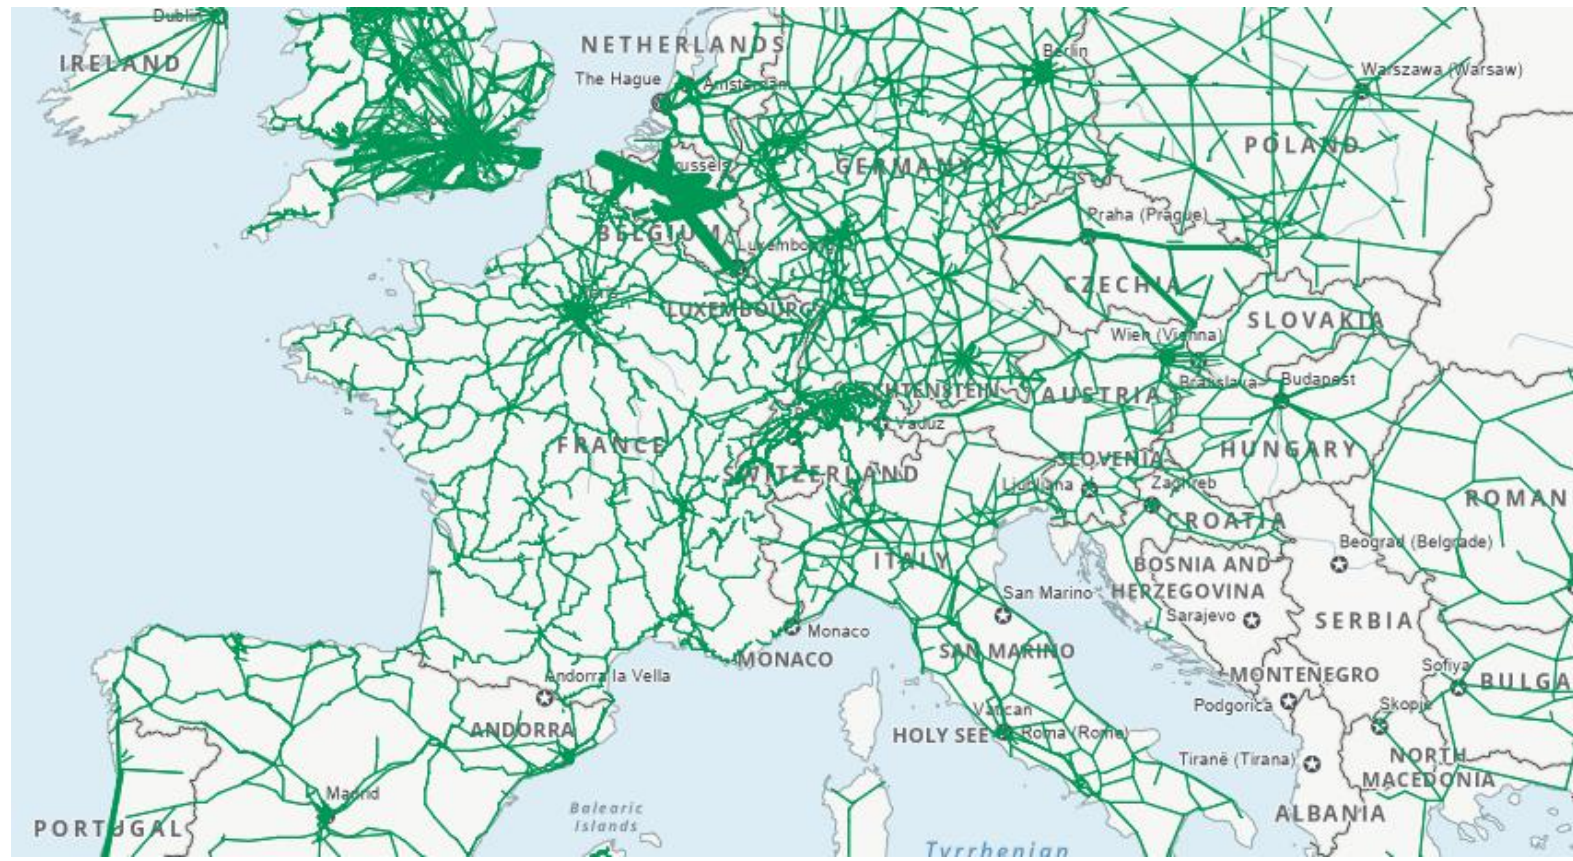 Dublin
IRELAND
NETHERLANDS
The Hague
Amsterdam
Berlin
Warszawa (Warsaw)
POLAND
GERMANY
BELGIUM
Luxembourg
LUXEMBOURG
Praha (Prague)
CZECHIA
SLOVAKIA
Wien (Vienna)
Bratislava
Budapest
AUSTRIA
Vaduz
FRANCE
SWITZERLAND
HUNGARY
SLOVENIA
Ljubljana
Zagreb
CROATIA
ROMAN
ITALY
Beograd (Belgrade)
BOSNIA AND
HERZEGOVINA
Sarajevo
SERBIA
San Marino
SAN MARINO
Monaco
MONACO
Andorra la Vella
ANDORRA
MONTENEGRO
Podgorica
Sofiya
BULGA
Skopje
Vatican
HOLY SEE
Roma (Rome)
Tiranë (Tirana)
NORTH
MACEDONIA
ALBANIA
Madrid
PORTUGAL
Balearic
Islands
Tyrrhenian